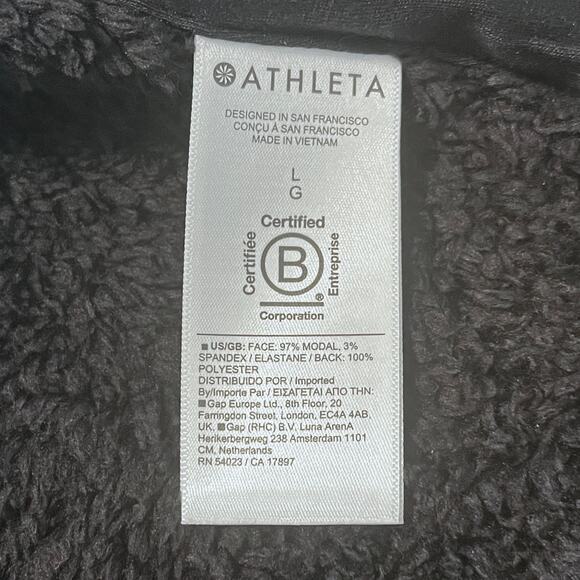 ATHLETA
DESIGNED IN SAN FRANCISCO
CONÇU À SAN FRANCISCO
MADE IN VIETNAM
L
G
Certified
Certifiée
B
Entreprise
®
Corporation
US/GB: FACE: 97% MODAL, 3%
SPANDEX / ELASTANE / BACK: 100%
POLYESTER
DISTRIBUIDO POR / Imported
By/Importe Par / ΕΙΣΑΓΕΤΑΙ ΑΠΟ ΤΗΝ:
Gap Europe Ltd., 8th Floor, 20
Farringdon Street, London, EC4A 4AB,
UK, Gap (RHC) B.V. Luna ArenA
Herikerbergweg 238 Amsterdam 1101
CM, Netherlands
RN 54023 / CA 17897